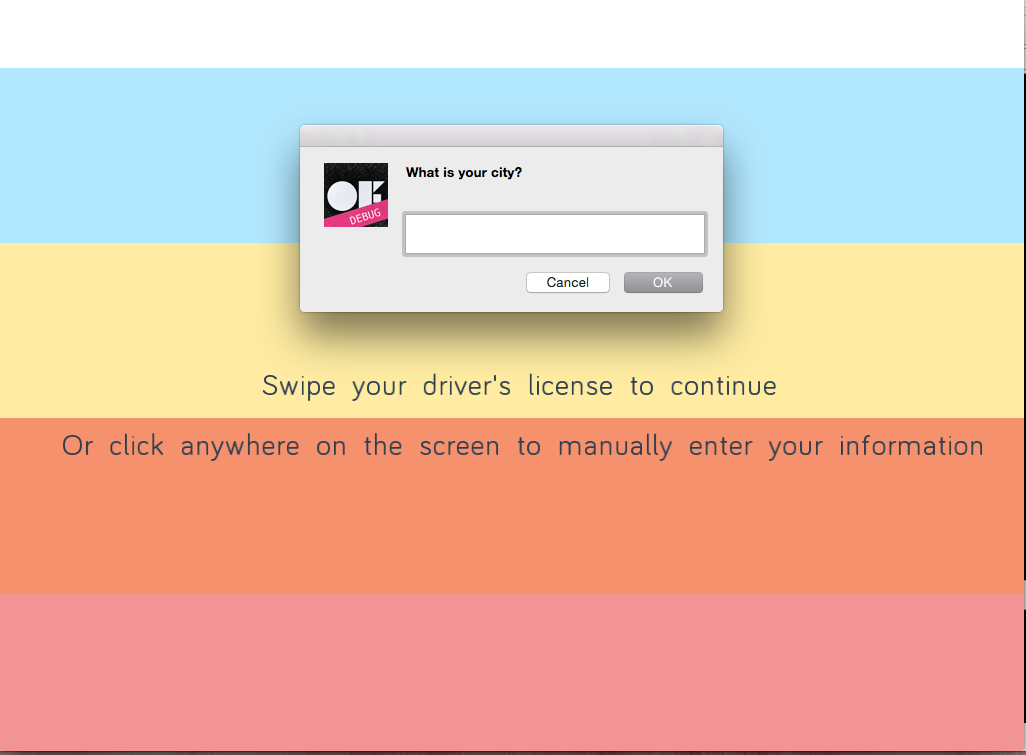 What is your city?
OF
DEBUG
Cancel
OK
Swipe your driver's license to continue
Or click anywhere on the screen to manually enter your information